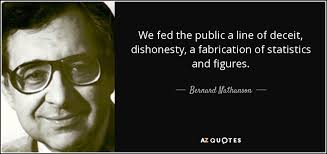 We fed the public a line of deceit,
dishonesty, a fabrication of statistics
and figures.
Bernard Nathanson
AZ QUOTES